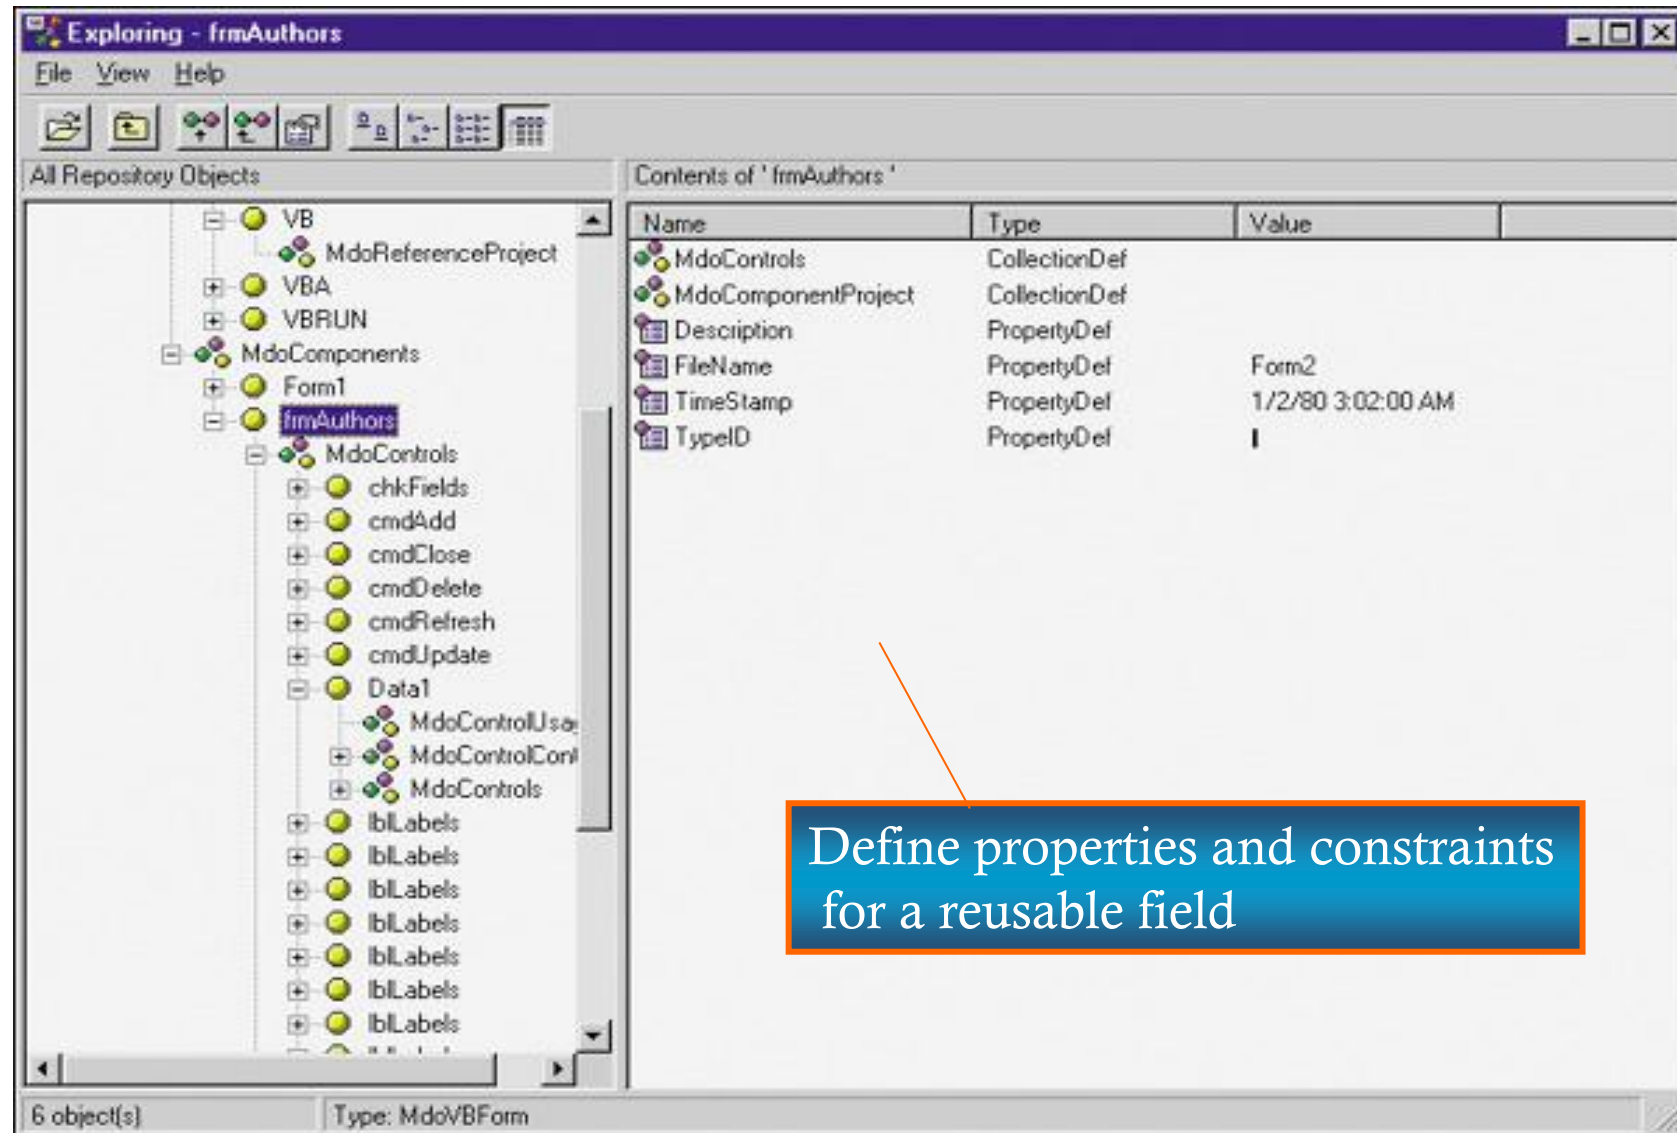 Exploring - frmAuthors
File View Help
All Repository Objects
Contents of ' frmAuthors '
VB
MdoReferenceProject
VBA
VBRUN
MdoComponents
Form1
frmAuthors
MdoControls
chkFields
cmdAdd
cmdClose
cmdDelete
cmdRefresh
cmdUpdate
Data1
MdoControlUsa
MdoControlCont
MdoControls
lblLabels
lblLabels
lblLabels
lblLabels
lblLabels
lblLabels
lblLabels
Name Type Value
MdoControls CollectionDef
MdoComponentProject CollectionDef
Description PropertyDef
FileName PropertyDef Form2
TimeStamp PropertyDef 1/2/80 3:02:00 AM
TypeID PropertyDef
Define properties and constraints
for a reusable field
6 object(s) Type: MdoVBForm